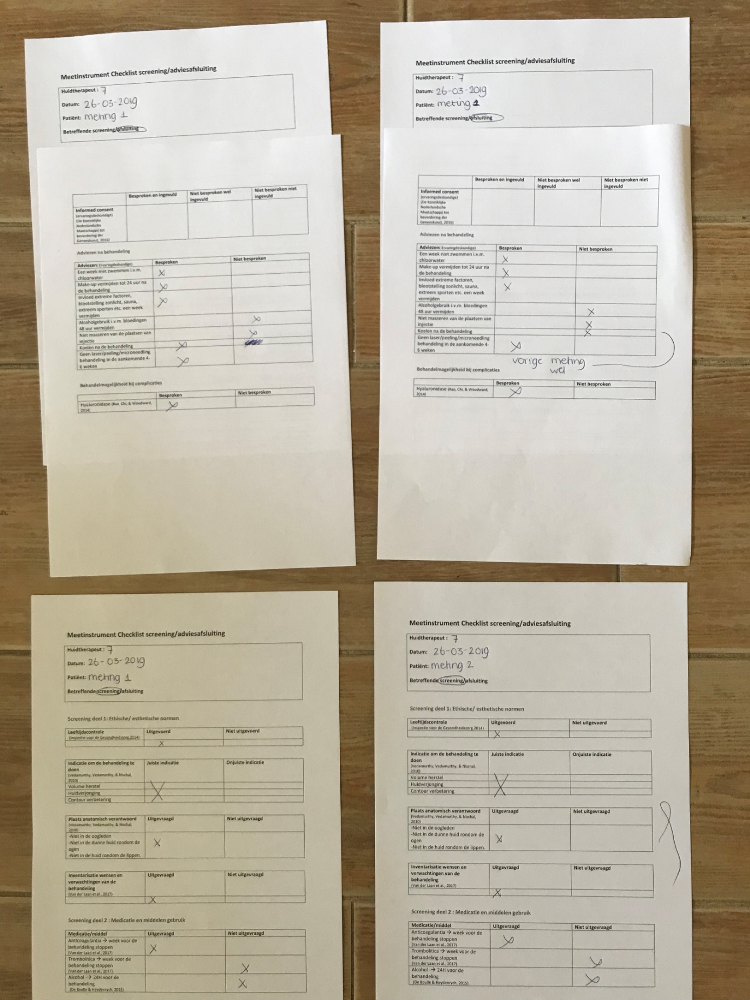 Meetinstrument Checklist screening/adviesafsluiting
Huidtherapeut : 7
Datum: 26-03-2019
Patiënt: meting 1
Betreffende screening/afsluiting
Besproken en ingevuld Niet besproken wel ingevuld Niet besproken niet ingevuld
Informed consent
(ervaringsdeskundige)
(De Koninklijke
Nederlandsche
Maatschappij tot
bevordering der
Geneeskunst, 2016)
Adviezen na behandeling
Adviezen( Ervaringdeskundige) Besproken Niet besproken
Een week niet zwemmen i.v.m.
chloorwater X
Make-up vermijden tot 24 uur na
de behandeling X
Invloed extreme factoren,
blootstelling zonlicht, sauna, X
extreem sporten etc. een week
vermijden
Alcoholgebruik i.v.m. bloedingen X
48 uur vermijden
Niet masseren van de plaatsen van X
injectie
Koelen na de behandeling X
Geen laser/peeling/microneedling
behandeling in de aankomende 4- X
6 weken
Behandelmogelijkheid bij complicaties
Besproken Niet besproken
Hyaluronidase (Rao, Chi, & Woodward, X
2014)
Meetinstrument Checklist screening/adviesafsluiting
Huidtherapeut : 7
Datum: 26-03-2019
Patiënt: meting 2
Betreffende screening/afsluiting
Besproken en ingevuld Niet besproken wel ingevuld Niet besproken niet ingevuld
Informed consent
(ervaringsdeskundige)
(De Koninklijke
Nederlandsche
Maatschappij tot
bevordering der
Geneeskunst, 2016)
Adviezen na behandeling
Adviezen( Ervaringdeskundige) Besproken Niet besproken
Een week niet zwemmen i.v.m.
chloorwater X
Make-up vermijden tot 24 uur na
de behandeling X
Invloed extreme factoren,
blootstelling zonlicht, sauna, X
extreem sporten etc. een week
vermijden
Alcoholgebruik i.v.m. bloedingen
48 uur vermijden X
Niet masseren van de plaatsen van
injectie X
Koelen na de behandeling X
Geen laser/peeling/microneedling
behandeling in de aankomende 4- X
6 weken
vorige meting
wel
Behandelmogelijkheid bij complicaties
Besproken Niet besproken
Hyaluronidase (Rao, Chi, & Woodward, X
2014)
Meetinstrument Checklist screening/adviesafsluiting
Huidtherapeut : 7
Datum: 26-03-2019
Patiënt: meting 1
Betreffende screening/afsluiting
Screening deel 1: Ethische/ esthetische normen
Leeftijdscontrole Uitgevoerd Niet uitgevoerd
(Inspectie voor de Gezondheidszorg,2014)
X
Indicatie om de behandeling te Juiste indicatie Onjuiste indicatie
doen
(Vedamurthy, Vedamurthy, & Nischal,
2010)
Volume herstel
Huidverjonging X
Contour verbetering
Plaats anatomisch verantwoord Uitgevraagd Niet uitgevraagd
(Vedamurthy, Vedamurthy, & Nischal,
2010)
-Niet in de oogleden
-Niet in de dunne huid rondom de X
ogen
-Niet in de huid rondom de lippen.
Inventarisatie wensen en Uitgevraagd Niet uitgevraagd
verwachtingen van de
behandeling
(Van der Laan et al., 2017)
X
Screening deel 2 : Medicatie en middelen gebruik
Medicatie/middel Uitgevraagd Niet uitgevraagd
Anticoagulantia → week voor de
behandeling stoppen X
(Van der Laan et al., 2017)
Trombolitica → week voor de
behandeling stoppen X
(Van der Laan et al., 2017).
Alcohol -→ 24H voor de
behandeling X
(De Boulle & Heydenrych, 2015).
Meetinstrument Checklist screening/adviesafsluiting
Huidtherapeut : 7
Datum: 26-03-2019
Patiënt: meting 2
Betreffende screening/afsluiting
Screening deel 1: Ethische/ esthetische normen
Leeftijdscontrole Uitgevoerd Niet uitgevoerd
(Inspectie voor de Gezondheidszorg,2014)
X
Indicatie om de behandeling te Juiste indicatie Onjuiste indicatie
doen
(Vedamurthy, Vedamurthy, & Nischal,
2010)
Volume herstel
Huidverjonging X
Contour verbetering
Plaats anatomisch verantwoord Uitgevraagd Niet uitgevraagd
(Vedamurthy, Vedamurthy, & Nischal,
2010)
-Niet in de oogleden
-Niet in de dunne huid rondom de X
ogen
-Niet in de huid rondom de lippen.
Inventarisatie wensen en Uitgevraagd Niet uitgevraagd
verwachtingen van de
behandeling
(Van der Laan et al., 2017)
X
Screening deel 2 : Medicatie en middelen gebruik
Medicatie/middel Uitgevraagd Niet uitgevraagd
Anticoagulantia → week voor de
behandeling stoppen X
(Van der Laan et al., 2017)
Trombolitica → week voor de
behandeling stoppen X
(Van der Laan et al., 2017).
Alcohol -→ 24H voor de
behandeling X
(De Boulle & Heydenrych, 2015).